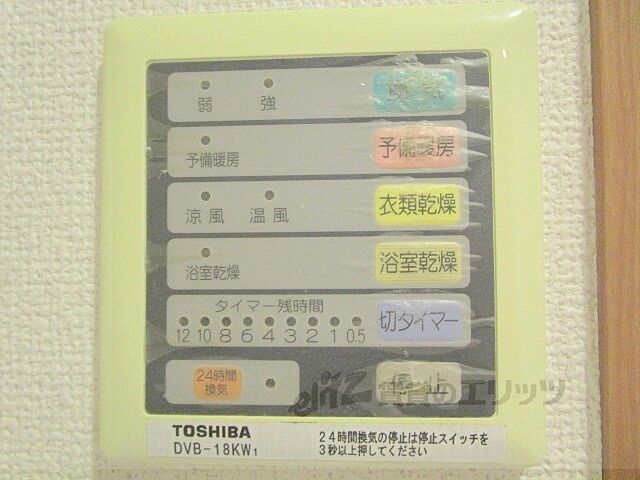 弱 強 換気
予備暖房 予備暖房
涼風 温風 衣類乾燥
浴室乾燥 浴室乾燥
タイマー残時間
12 10 8 6 4 3 2 1 0.5 切タイマー
24時間
換気
停止
elitz 賃貸のエリッツ
TOSHIBA
DVB-18KW1
24時間換気の停止は停止スイッチを
3秒以上押してください